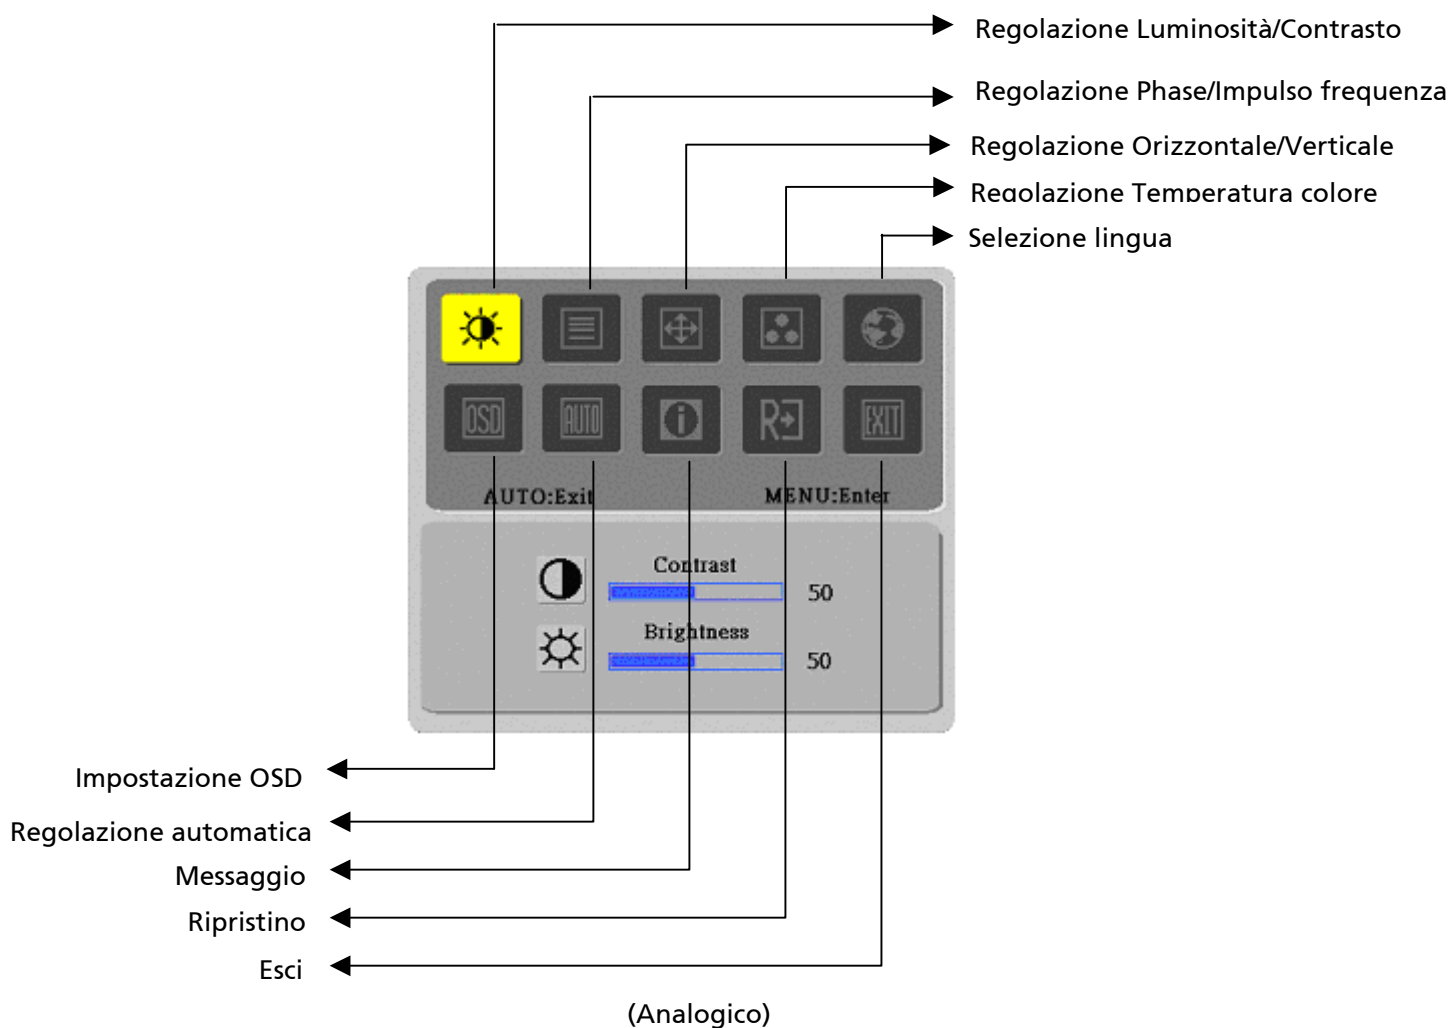 Regolazione Luminosità/Contrasto
Regolazione Phase/Impulso frequenza
Regolazione Orizzontale/Verticale
Regolazione Temperatura colore
Selezione lingua
OSD
AUTO
i
R
EXIT
AUTO:Exit
MENU:Enter
Contrast
50
Brightness
50
Impostazione OSD
Regolazione automatica
Messaggio
Ripristino
Esci
(Analogico)